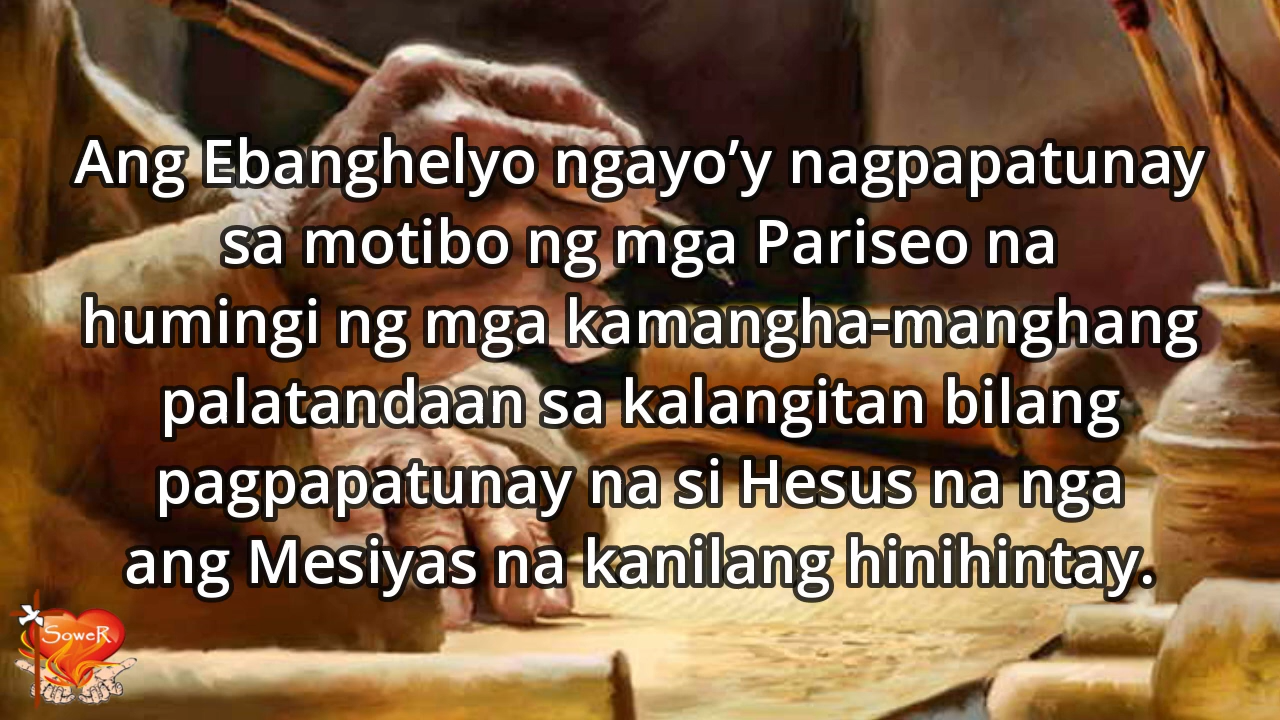 Ang Ebanghelyo ngayo’y nagpapatunay
sa motibo ng mga Pariseo na
humingi ng mga kamangha-manghang
palatandaan sa kalangitan bilang
pagpapatunay na si Hesus na nga
ang Mesiyas na kanilang hinihintay.
SoweR